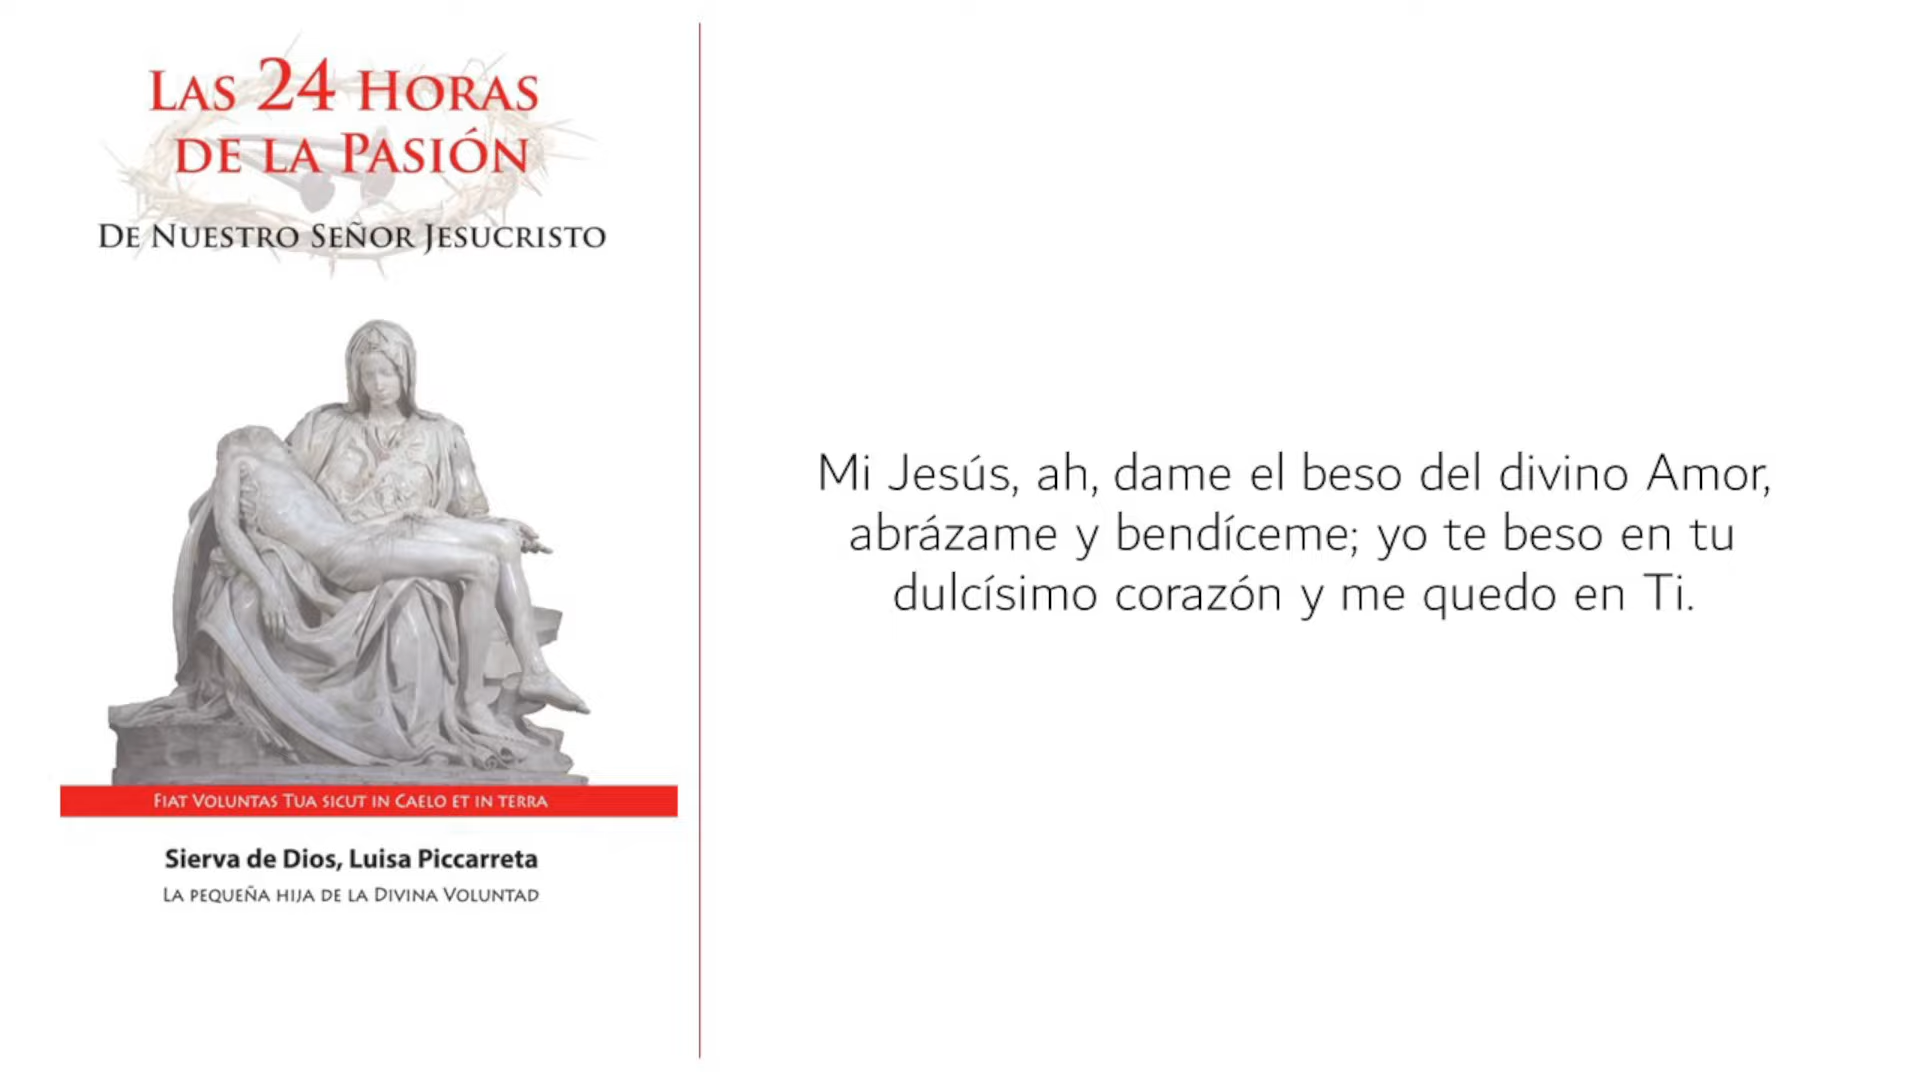 Las 24 Horas
de la Pasión
De Nuestro Señor Jesucristo
Fiat Voluntas Tua sicut in Caelo et in terra
Sierva de Dios, Luisa Piccarreta
La pequeña hija de la Divina Voluntad
Mi Jesús, ah, dame el beso del divino Amor,
abrázame y bendíceme; yo te beso en tu
dulcísimo corazón y me quedo en Ti.